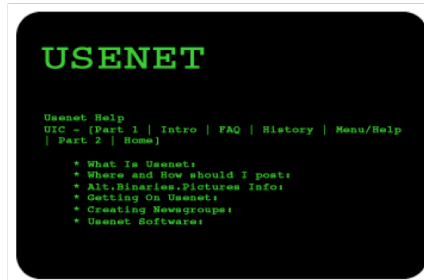 USENET
Usenet Help
UIC - [Part 1 | Intro | FAQ | History | Menu/Help
| Part 2 | Home]
* What Is Usenet:
* Where and How should I post:
* Alt.Binaries.Pictures Info:
* Getting On Usenet:
* Creating Newsgroups:
* Usenet Software: